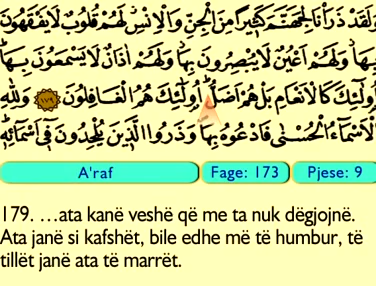 وَلَقَدْ ذَرَأْنَا لِجَهَنَّمَ كَثِيرًا مِنَ الْجِنِّ وَالْاِنْسِ لَهُمْ قُلُوبٌ لَا يَفْقَهُونَ
بِهَا وَلَهُمْ اَعْيُنٌ لَا يُبْصِرُونَ بِهَا وَلَهُمْ اٰذَانٌ لَا يَسْمَعُونَ بِهَا
اُولٰٓئِكَ كَالْاَنْعَامِ بَلْ هُمْ اَضَلُّ اُولٰٓئِكَ هُمُ الْغَافِلُونَ ١٧٩ وَلِلّٰهِ
الْاَسْمَٓاءُ الْحُسْنٰى فَادْعُوهُ بِهَا وَذَرُوا الَّذِينَ يُلْحِدُونَ فِٓى اَسْمَٓائِهِ
A'raf Fage: 173 Pjese: 9
179. …ata kanë veshë që me ta nuk dëgjojnë.
Ata janë si kafshët, bile edhe më të humbur, të
tillët janë ata të marrët.